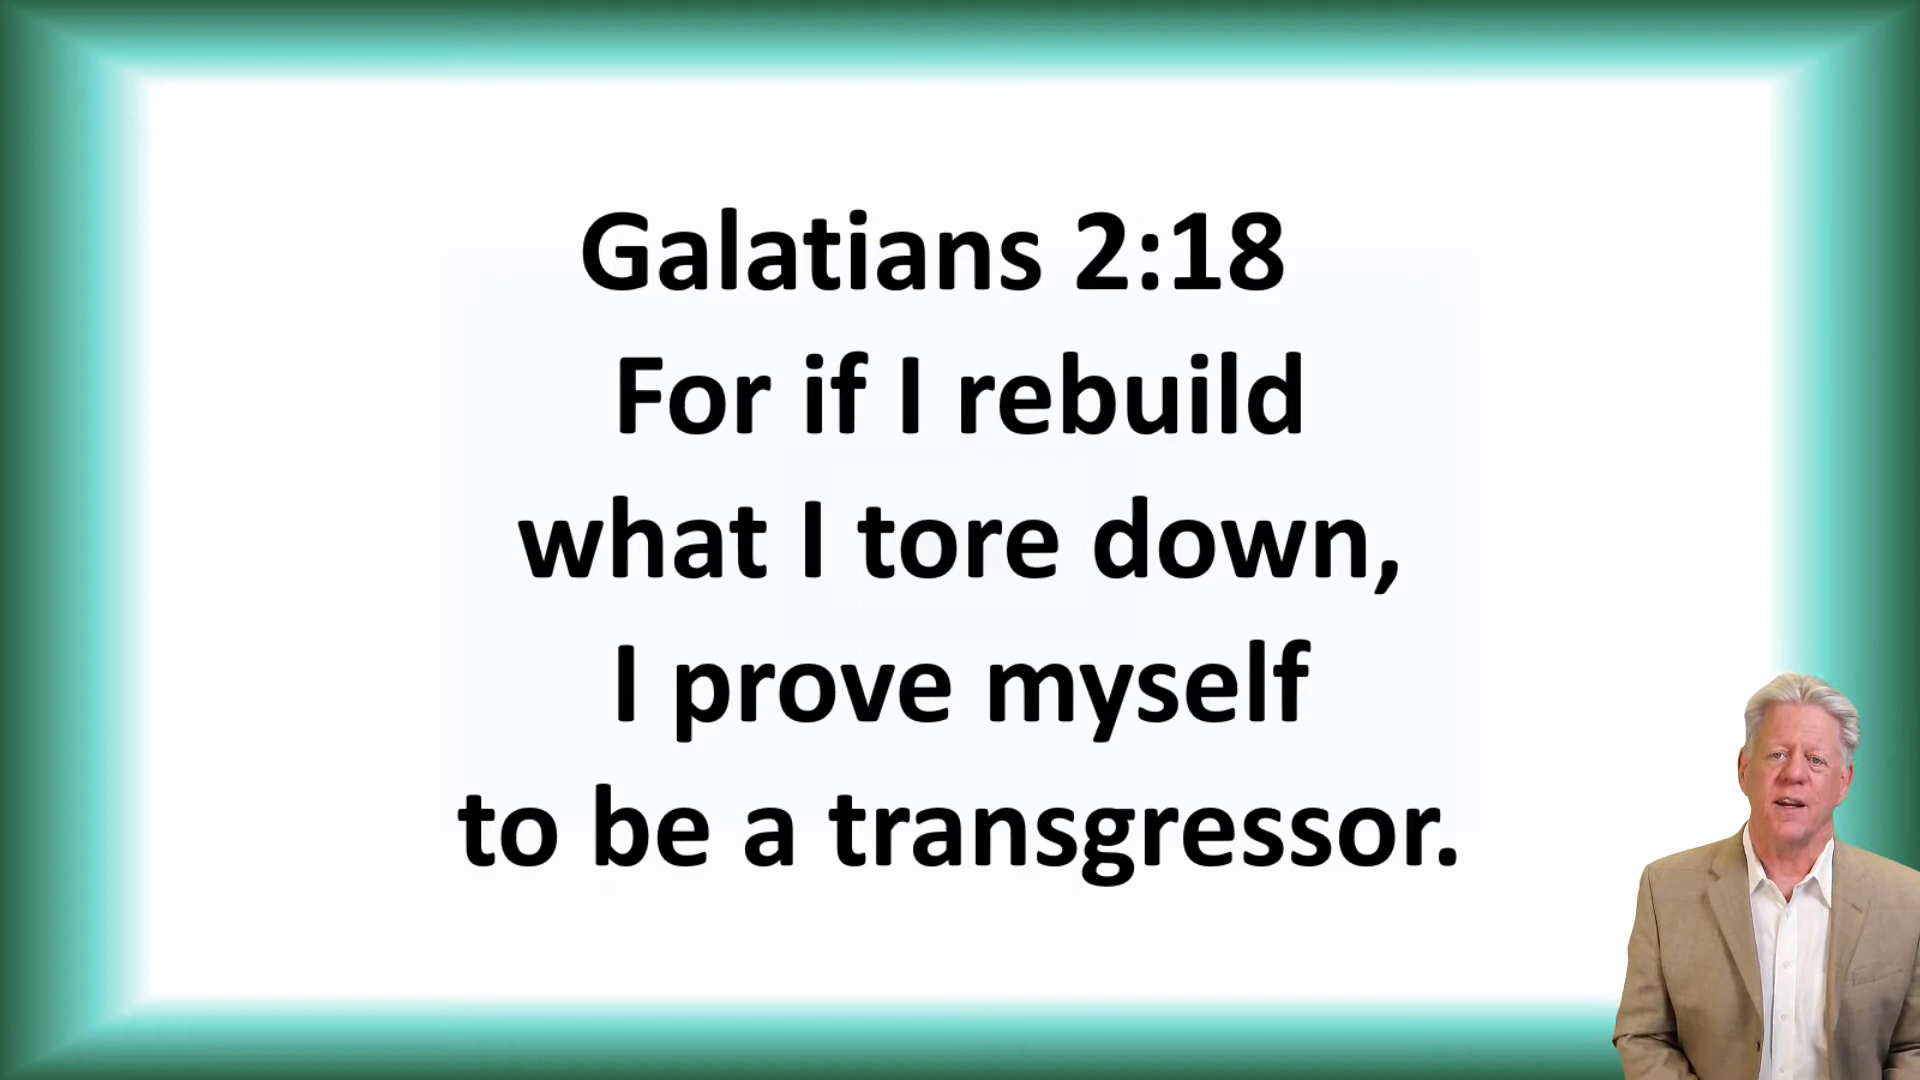 Galatians 2:18
For if I rebuild
what I tore down,
I prove myself
to be a transgressor.